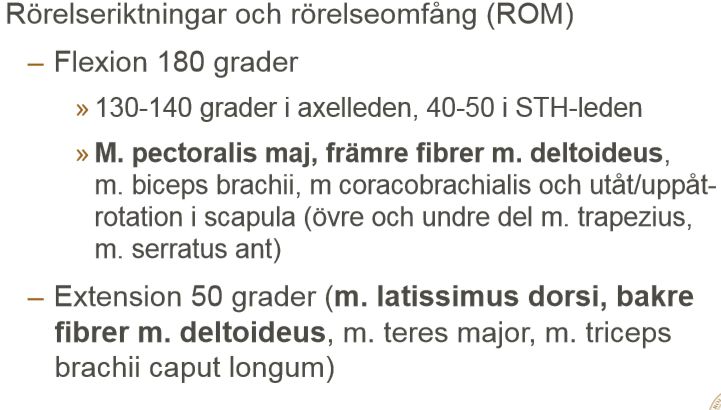 Rörelseriktningar och rörelseomfång (ROM)
– Flexion 180 grader
» 130-140 grader i axelleden, 40-50 i STH-leden
» M. pectoralis maj, främre fibrer m. deltoideus,
m. biceps brachii, m coracobrachialis och utåt/uppåt-
rotation i scapula (övre och undre del m. trapezius,
m. serratus ant)
– Extension 50 grader (m. latissimus dorsi, bakre
fibrer m. deltoideus, m. teres major, m. triceps
brachii caput longum)